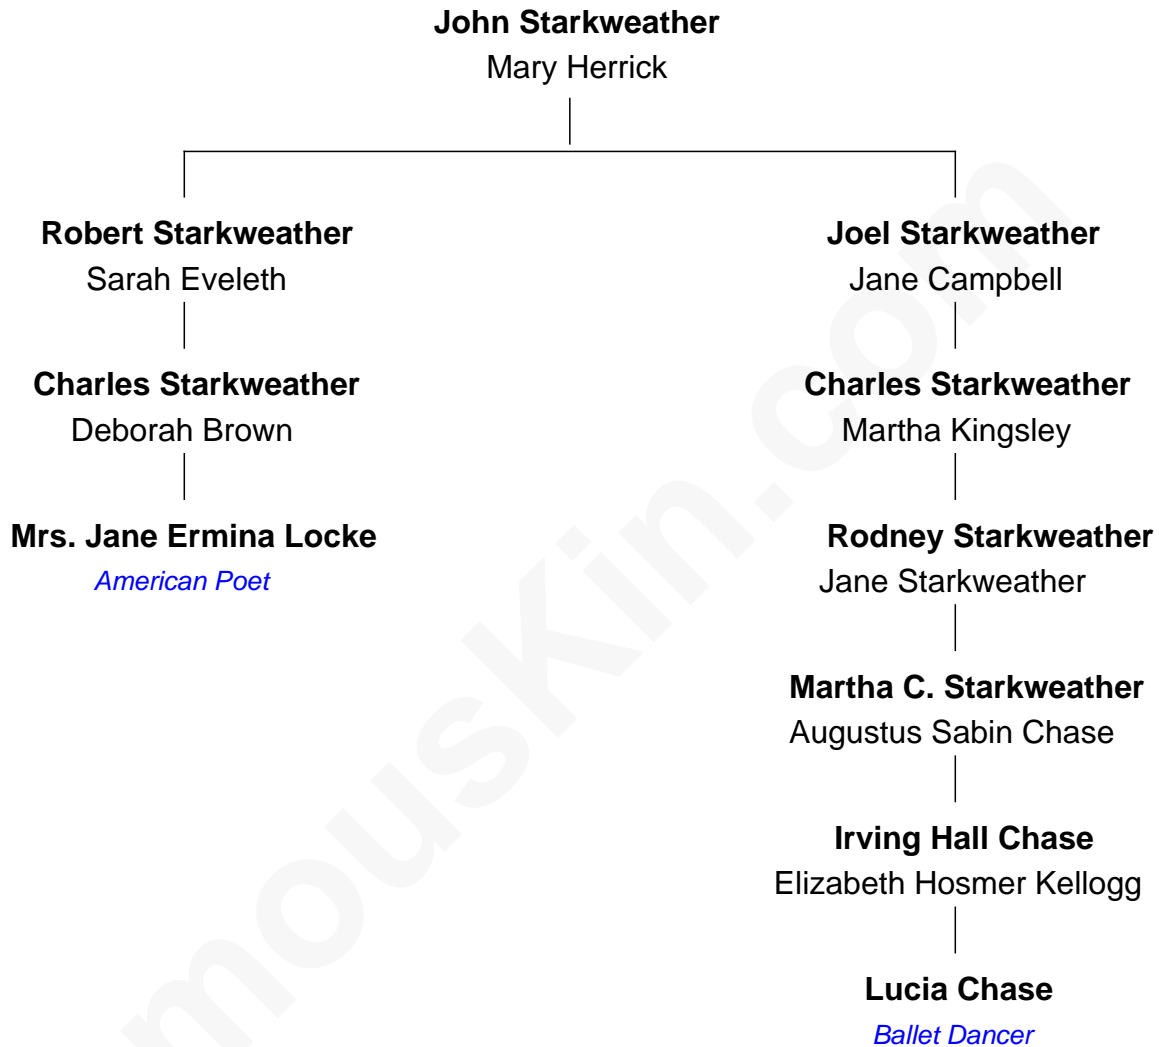 John Starkweather
Mary Herrick
Robert Starkweather
Sarah Eveleth
Charles Starkweather
Deborah Brown
Mrs. Jane Ermina Locke
American Poet
Joel Starkweather
Jane Campbell
Charles Starkweather
Martha Kingsley
Rodney Starkweather
Jane Starkweather
Martha C. Starkweather
Augustus Sabin Chase
Irving Hall Chase
Elizabeth Hosmer Kellogg
Lucia Chase
Ballet Dancer
mouskin.com